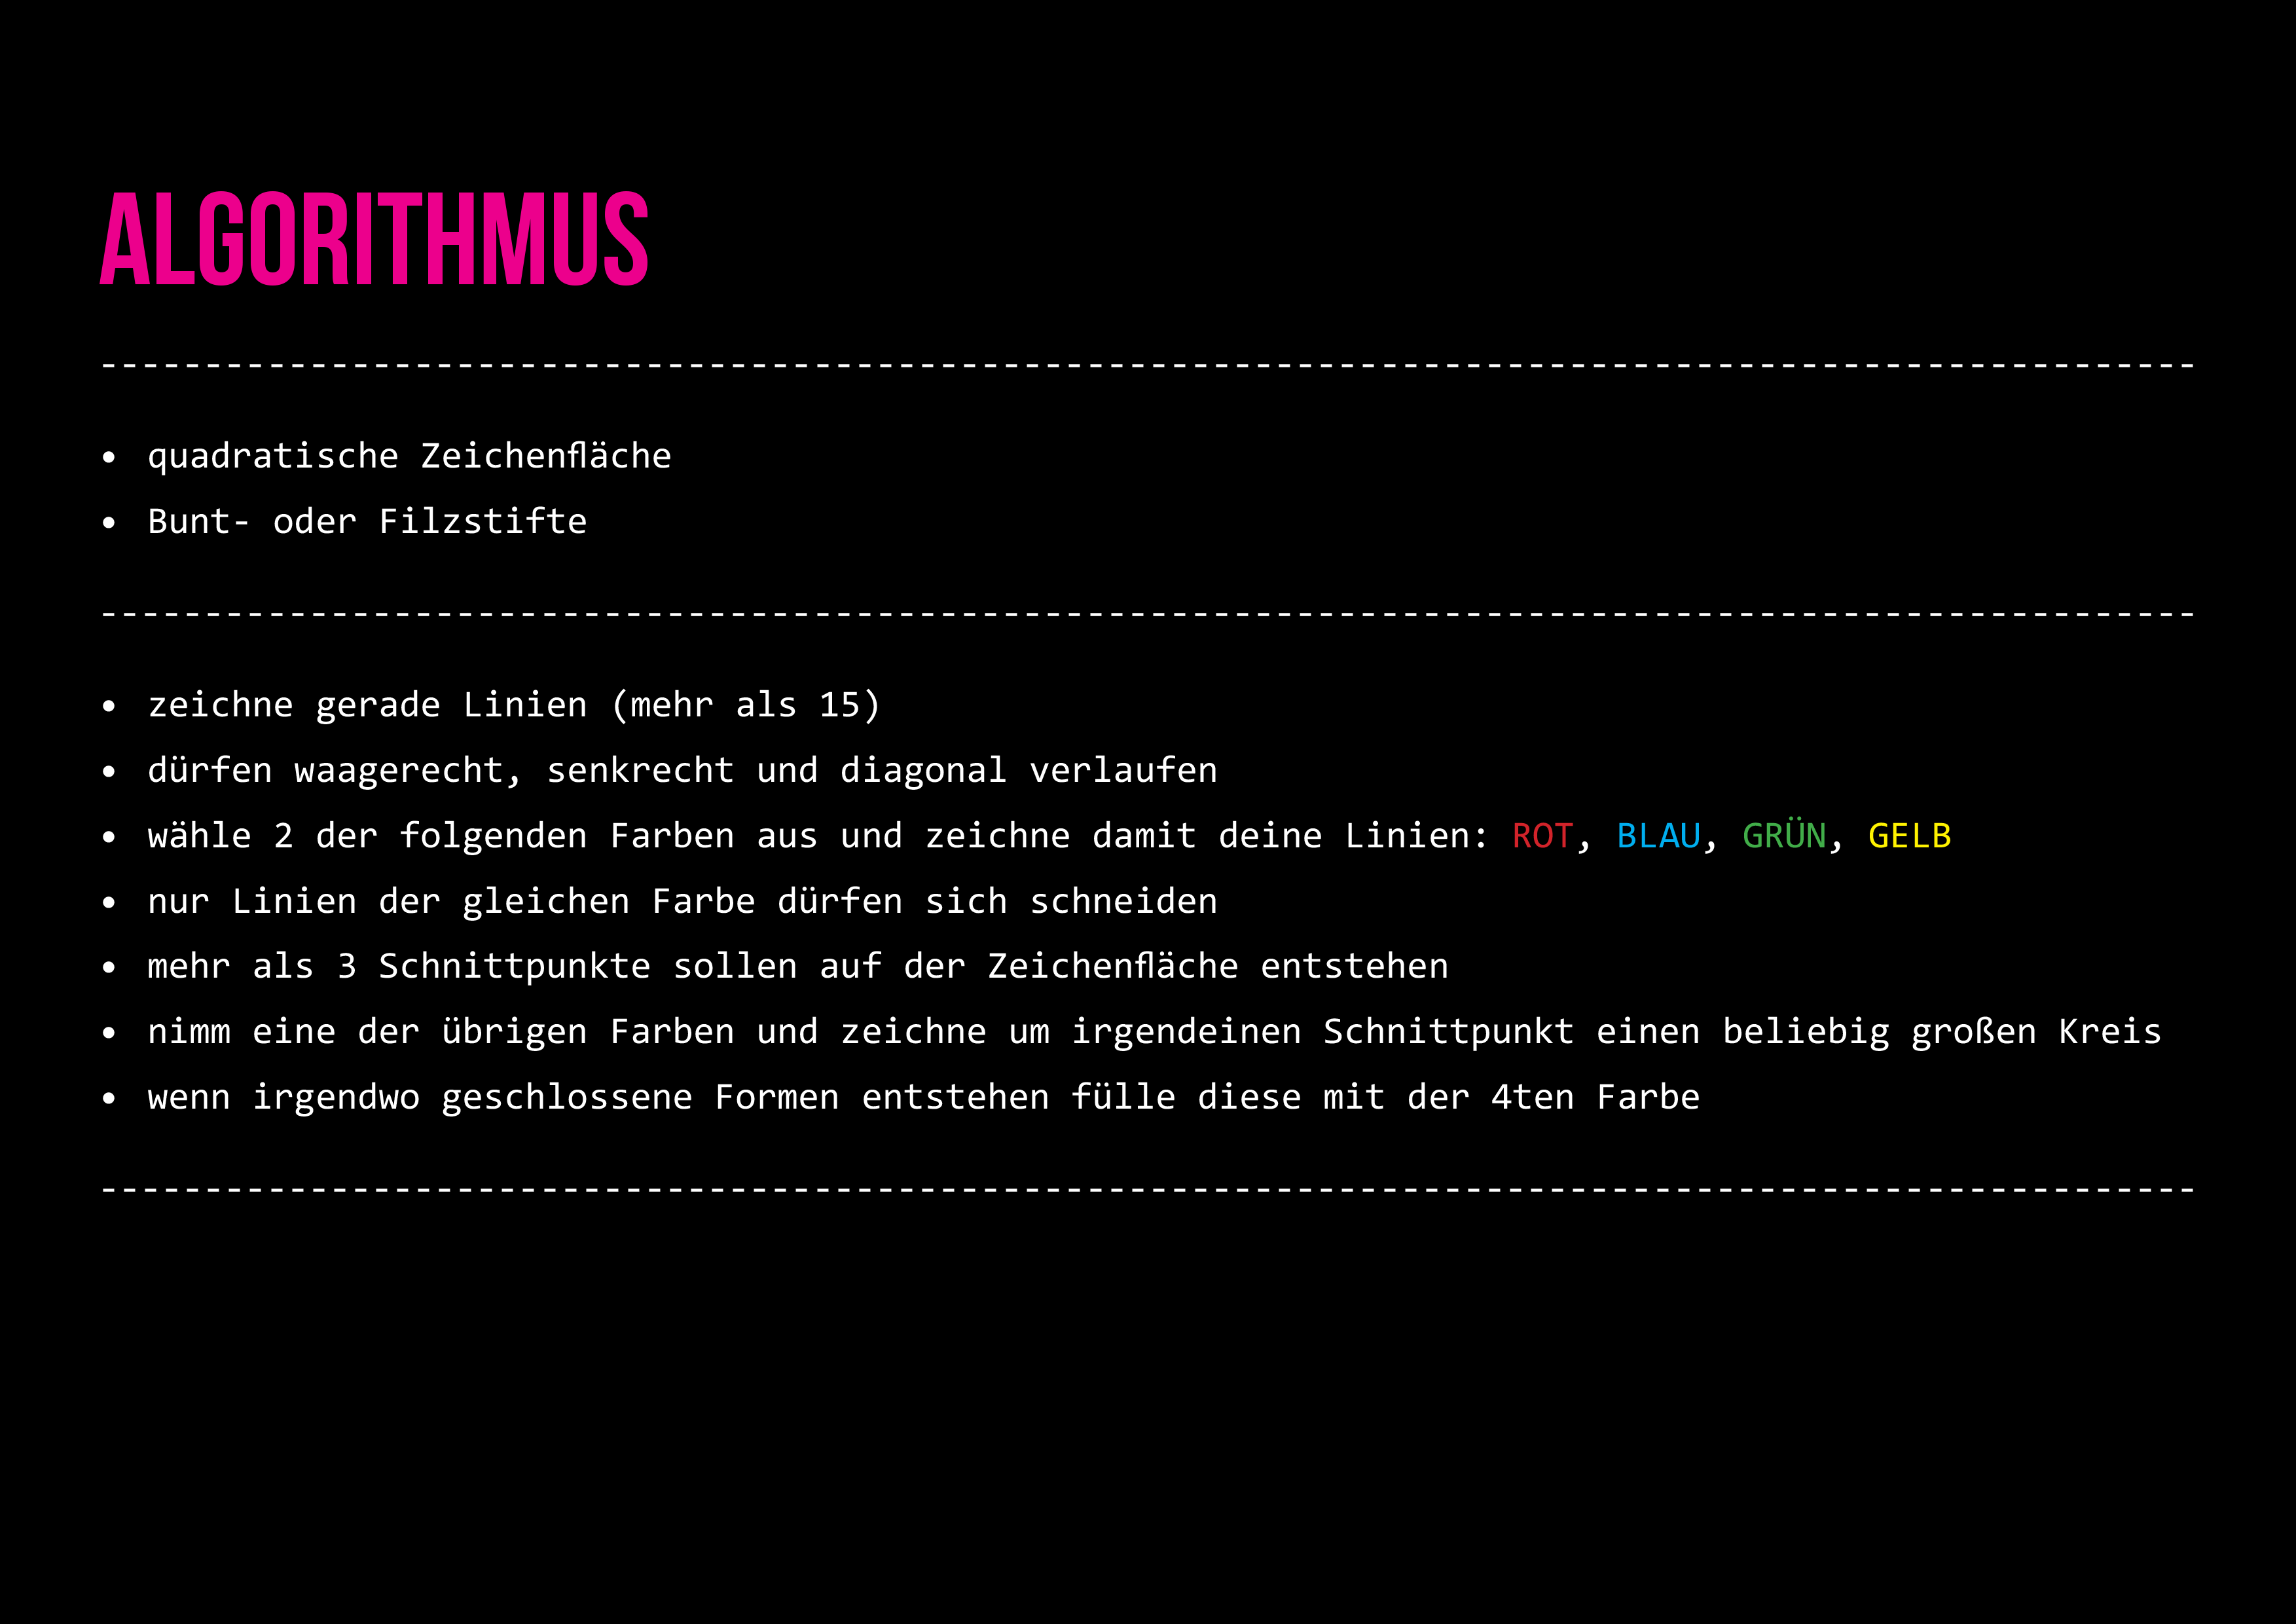 ALGORITHMUS
----------------------------------------------------------------------------------------------------
• quadratische Zeichenfläche
• Bunt- oder Filzstifte
----------------------------------------------------------------------------------------------------
• zeichne gerade Linien (mehr als 15)
• dürfen waagerecht, senkrecht und diagonal verlaufen
• wähle 2 der folgenden Farben aus und zeichne damit deine Linien: ROT, BLAU, GRÜN, GELB
• nur Linien der gleichen Farbe dürfen sich schneiden
• mehr als 3 Schnittpunkte sollen auf der Zeichenfläche entstehen
• nimm eine der übrigen Farben und zeichne um irgendeinen Schnittpunkt einen beliebig großen Kreis
• wenn irgendwo geschlossene Formen entstehen fülle diese mit der 4ten Farbe
----------------------------------------------------------------------------------------------------